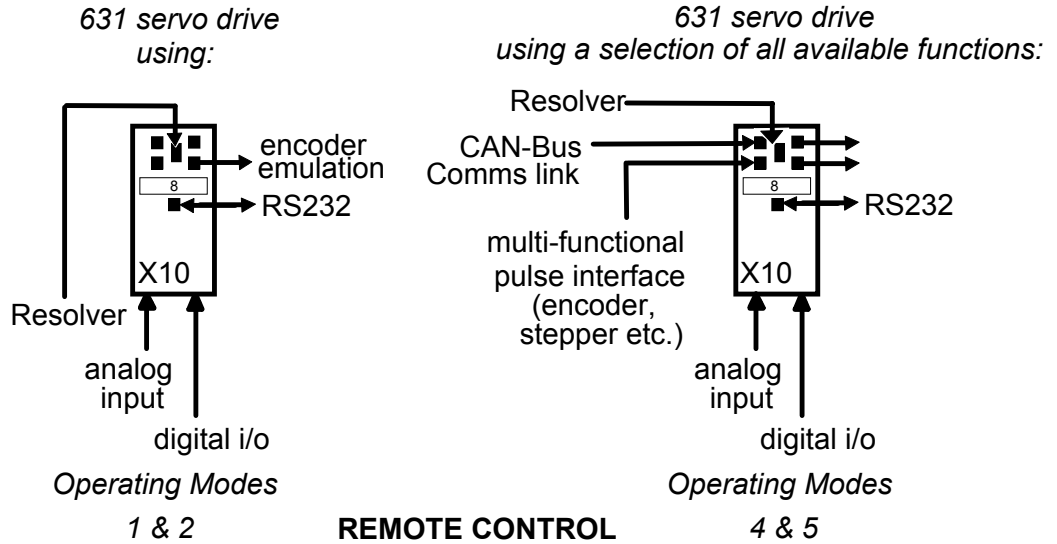 631 servo drive
using:
encoder
emulation
8
RS232
X10
Resolver
analog
input
digital i/o
Operating Modes
1 & 2
631 servo drive
using a selection of all available functions:
Resolver
CAN-Bus
Comms link
8
RS232
multi-functional
pulse interface
(encoder,
stepper etc.)
X10
analog
input
digital i/o
Operating Modes
4 & 5
REMOTE CONTROL